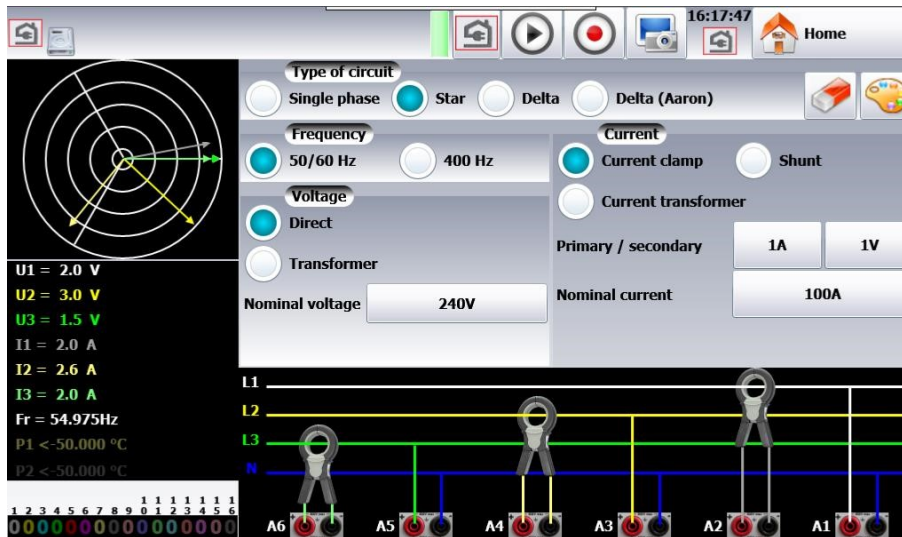 16:17:47
Home
Type of circuit
Single phase Star Delta Delta (Aaron)
Frequency
50/60 Hz 400 Hz
Current
Current clamp Shunt
Current transformer
Primary / secondary 1A 1V
Nominal current 100A
Voltage
Direct
Transformer
Nominal voltage 240V
U1 = 2.0 V
U2 = 3.0 V
U3 = 1.5 V
I1 = 2.0 A
I2 = 2.6 A
I3 = 2.0 A
Fr = 54.975Hz
P1 <-50.000 °C
P2 <-50.000 °C
1 2 3 4 5 6 7 8 9 10 11 12 13 14 15 16
0 0 0 0 0 0 0 0 0 0 0 0 0 0 0 0
L1
L2
L3
N
A6 A5 A4 A3 A2 A1